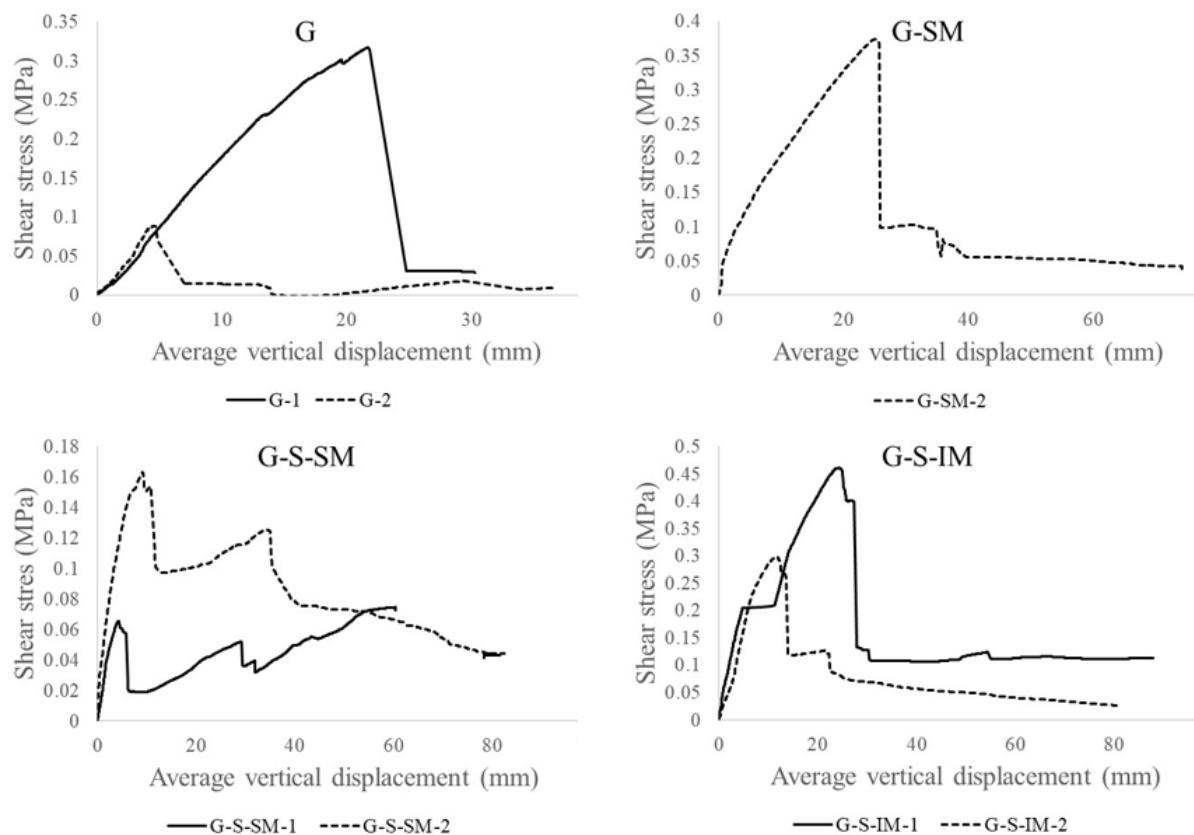 G
Shear stress (MPa)
0.35
0.3
0.25
0.2
0.15
0.1
0.05
0
0 10 20 30
Average vertical displacement (mm)
G-1 G-2
G-SM
Shear stress (MPa)
0.4
0.35
0.3
0.25
0.2
0.15
0.1
0.05
0
0 20 40 60
Average vertical displacement (mm)
G-SM-2
G-S-SM
Shear stres (MPa)
0.18
0.16
0.14
0.12
0.1
0.08
0.06
0.04
0.02
0
0 20 40 60 80
Average vertical displacement (mm)
G-S-SM-1 G-S-SM-2
G-S-IM
Shear stress (MPa)
0.5
0.45
0.4
0.35
0.3
0.25
0.2
0.15
0.1
0.05
0
0 20 40 60 80
Average vertical displacement (mm)
G-S-IM-1 G-S-IM-2